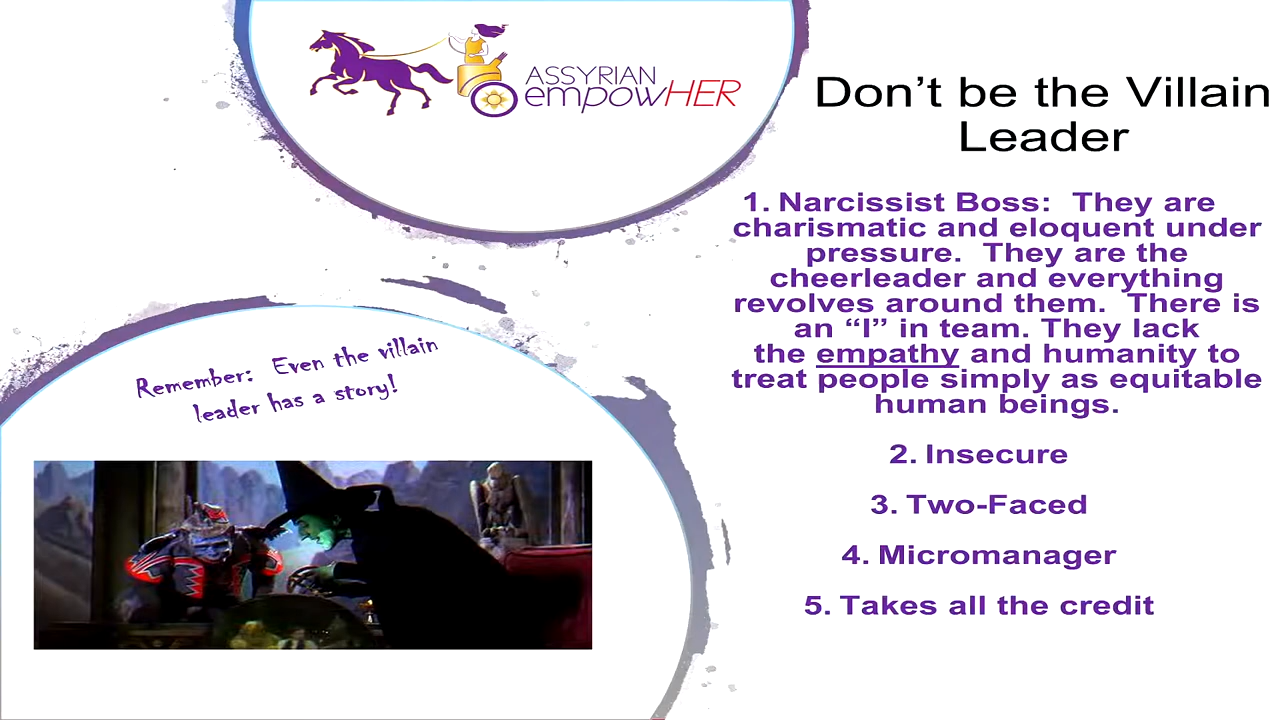 ASSYRIAN
empowHER
Don’t be the Villain
Leader
1. Narcissist Boss:  They are
charismatic and eloquent under
pressure.  They are the
cheerleader and everything
revolves around them.  There is
an “I” in team. They lack
the empathy and humanity to
treat people simply as equitable
human beings.
2. Insecure
3. Two-Faced
4. Micromanager
5. Takes all the credit
Remember:  Even the villain
leader has a story!